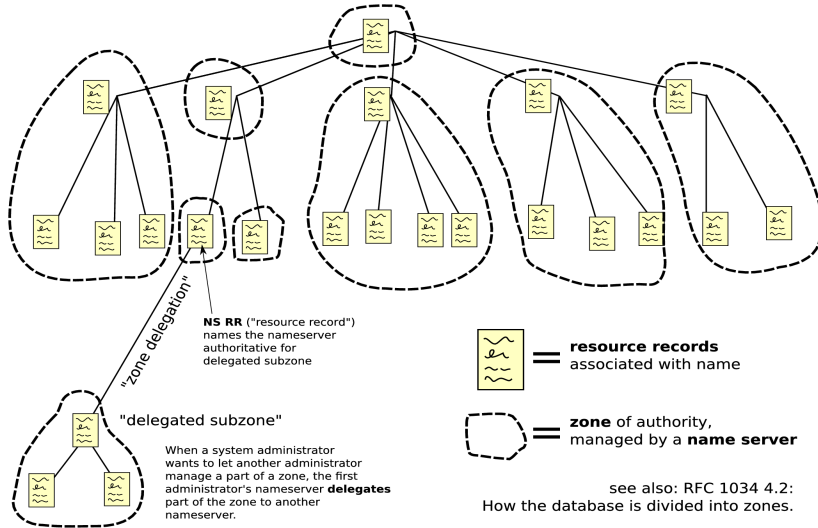 NS RR ("resource record")
names the nameserver
authoritative for
delegated subzone
"zone delegation"
resource records
associated with name
"delegated subzone"
zone of authority,
managed by a name server
When a system administrator
wants to let another administrator
manage a part of a zone, the first
administrator's nameserver delegates
part of the zone to another
nameserver.
see also: RFC 1034 4.2:
How the database is divided into zones.